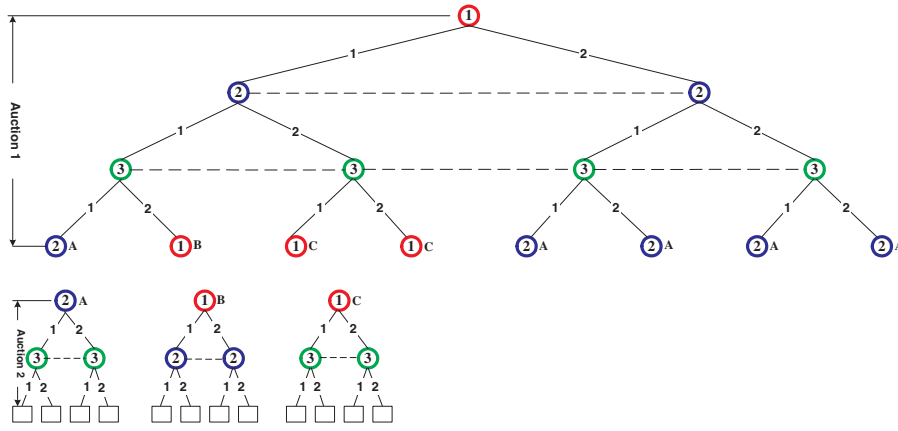 1
1 2
2 2
Auction 1
1 2 1 2
3 3 3 3
1 2 1 2 1 2 1 2
2 A 1 B 1 C 1 C 2 A 2 A 2 A 2 A
2 A 1 B 1 C
Auction 2
1 2 1 2 1 2
3 3 2 2 3 3
1 2 1 2 1 2 1 2 1 2 1 2